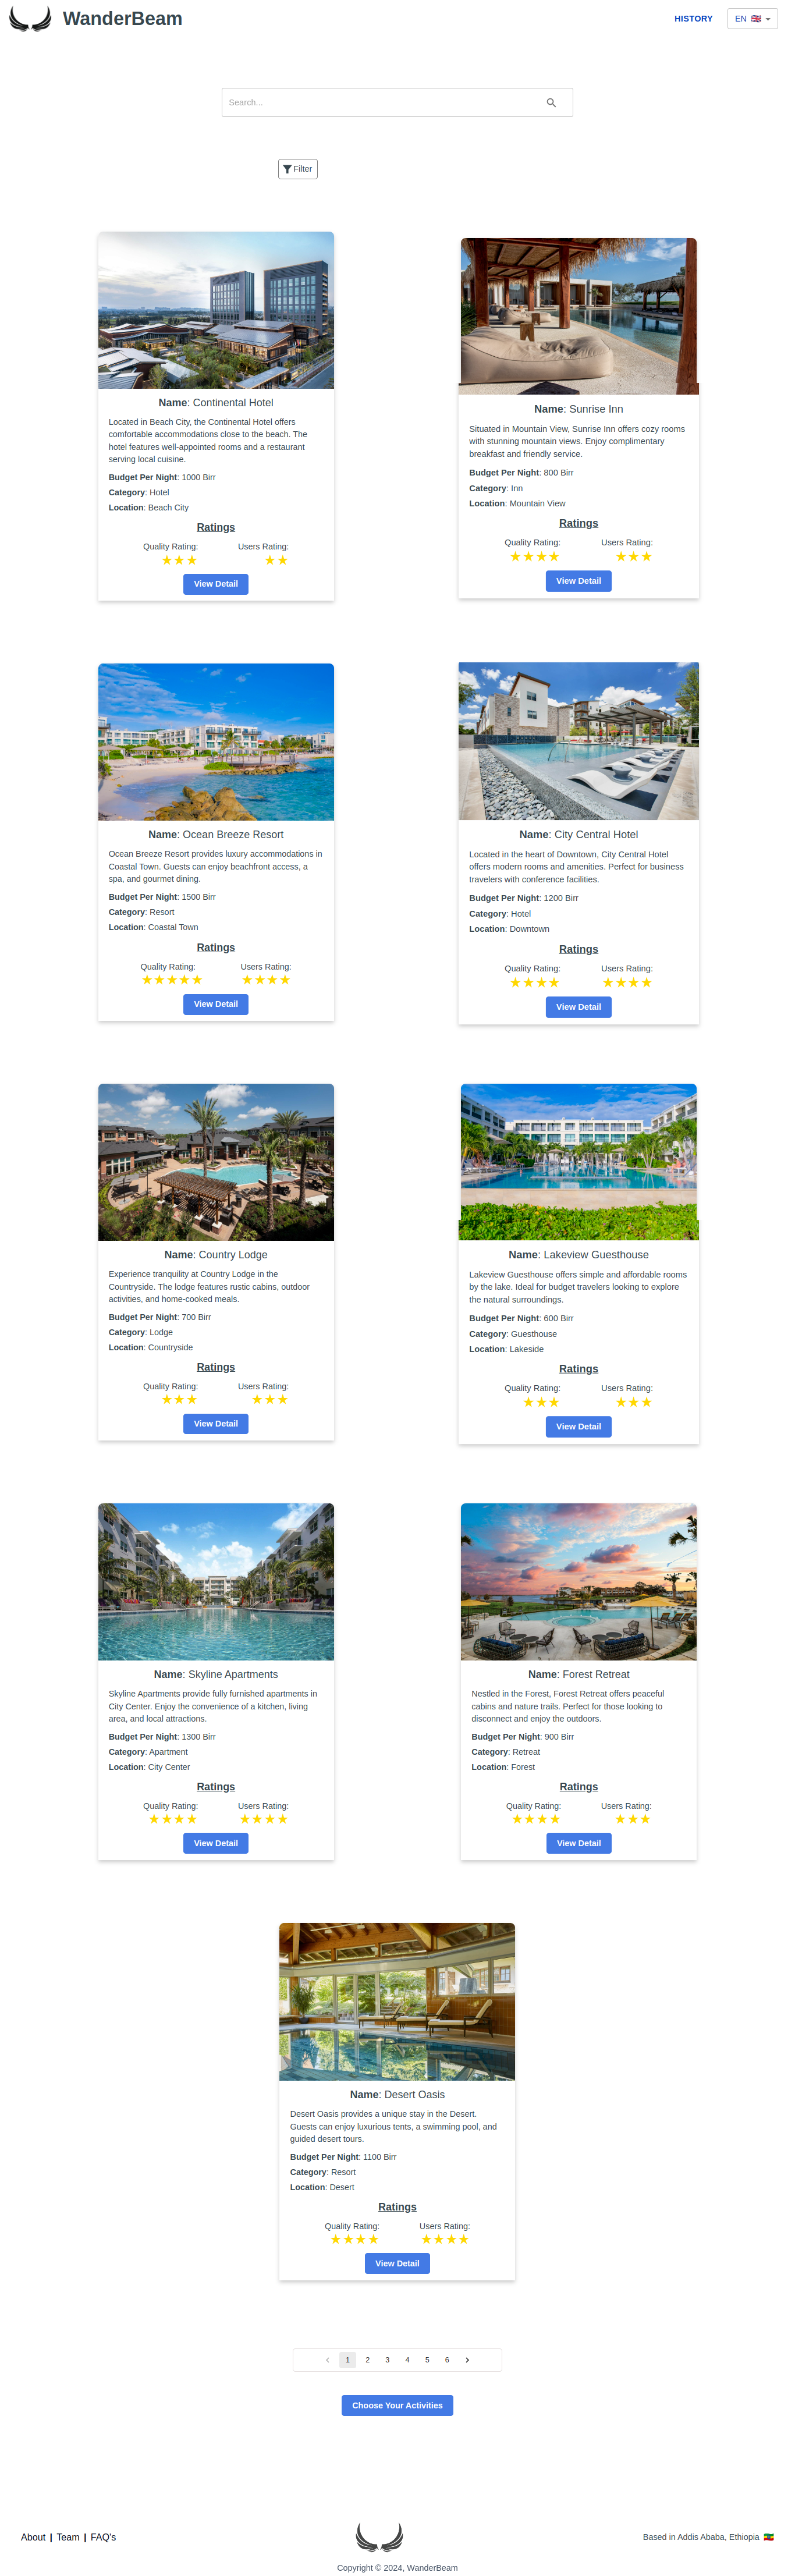 WanderBeam
HISTORY
EN 🇬🇧
Search...
Filter
Name: Continental Hotel
Located in Beach City, the Continental Hotel offers
comfortable accommodations close to the beach. The
hotel features well-appointed rooms and a restaurant
serving local cuisine.
Budget Per Night: 1000 Birr
Category: Hotel
Location: Beach City
Ratings
Quality Rating: Users Rating:
★★★ ★★
View Detail
Name: Sunrise Inn
Situated in Mountain View, Sunrise Inn offers cozy rooms
with stunning mountain views. Enjoy complimentary
breakfast and friendly service.
Budget Per Night: 800 Birr
Category: Inn
Location: Mountain View
Ratings
Quality Rating: Users Rating:
★★★★ ★★★
View Detail
Name: Ocean Breeze Resort
Ocean Breeze Resort provides luxury accommodations in
Coastal Town. Guests can enjoy beachfront access, a
spa, and gourmet dining.
Budget Per Night: 1500 Birr
Category: Resort
Location: Coastal Town
Ratings
Quality Rating: Users Rating:
★★★★★ ★★★★
View Detail
Name: City Central Hotel
Located in the heart of Downtown, City Central Hotel
offers modern rooms and amenities. Perfect for business
travelers with conference facilities.
Budget Per Night: 1200 Birr
Category: Hotel
Location: Downtown
Ratings
Quality Rating: Users Rating:
★★★★ ★★★★
View Detail
Name: Country Lodge
Experience tranquility at Country Lodge in the
Countryside. The lodge features rustic cabins, outdoor
activities, and home-cooked meals.
Budget Per Night: 700 Birr
Category: Lodge
Location: Countryside
Ratings
Quality Rating: Users Rating:
★★★ ★★★
View Detail
Name: Lakeview Guesthouse
Lakeview Guesthouse offers simple and affordable rooms
by the lake. Ideal for budget travelers looking to explore
the natural surroundings.
Budget Per Night: 600 Birr
Category: Guesthouse
Location: Lakeside
Ratings
Quality Rating: Users Rating:
★★★ ★★★
View Detail
Name: Skyline Apartments
Skyline Apartments provide fully furnished apartments in
City Center. Enjoy the convenience of a kitchen, living
area, and local attractions.
Budget Per Night: 1300 Birr
Category: Apartment
Location: City Center
Ratings
Quality Rating: Users Rating:
★★★★ ★★★★
View Detail
Name: Forest Retreat
Nestled in the Forest, Forest Retreat offers peaceful
cabins and nature trails. Perfect for those looking to
disconnect and enjoy the outdoors.
Budget Per Night: 900 Birr
Category: Retreat
Location: Forest
Ratings
Quality Rating: Users Rating:
★★★★ ★★★
View Detail
Name: Desert Oasis
Desert Oasis provides a unique stay in the Desert.
Guests can enjoy luxurious tents, a swimming pool, and
guided desert tours.
Budget Per Night: 1100 Birr
Category: Resort
Location: Desert
Ratings
Quality Rating: Users Rating:
★★★★ ★★★★
View Detail
‹ 1 2 3 4 5 6 ›
Choose Your Activities
About | Team | FAQ's
Based in Addis Ababa, Ethiopia 🇪🇹
Copyright © 2024, WanderBeam